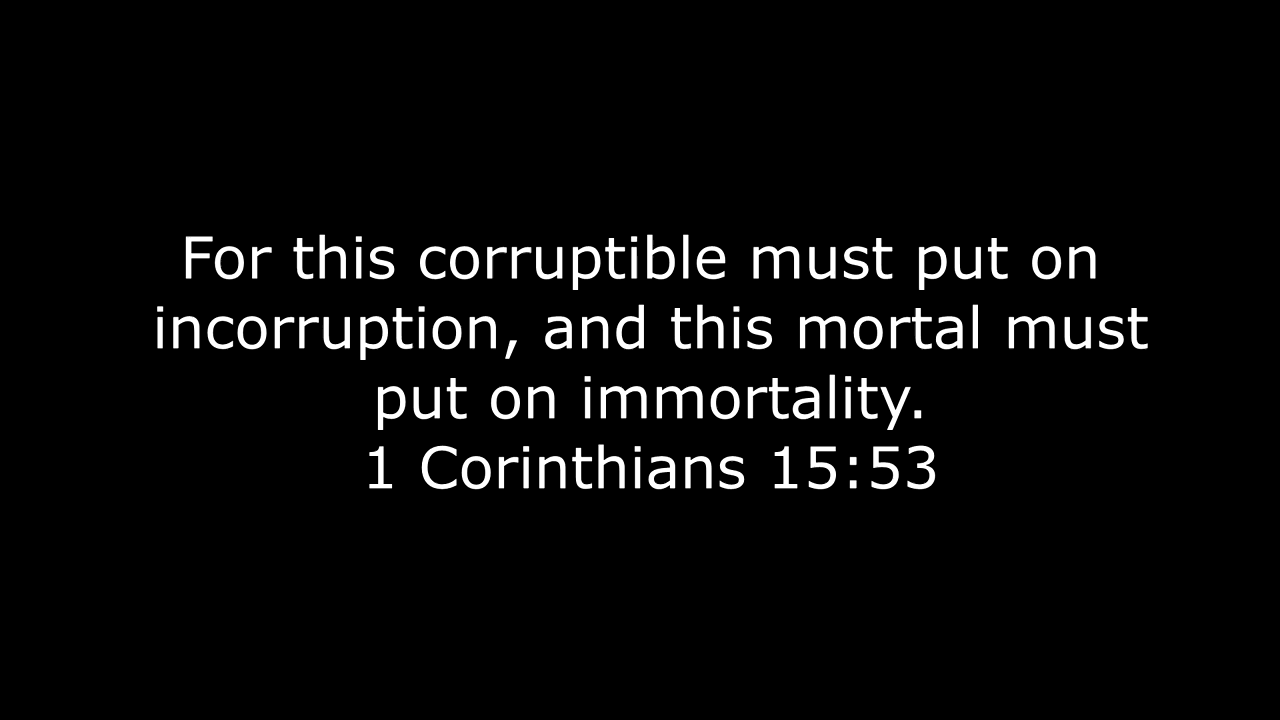 For this corruptible must put on
incorruption, and this mortal must
put on immortality.
1 Corinthians 15:53